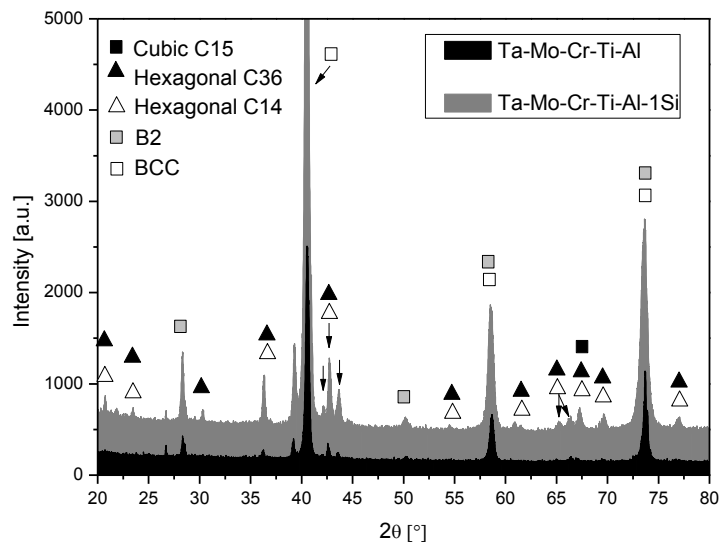 5000
4000
3000
2000
1000
0
Intensity [a.u.]
Cubic C15
Hexagonal C36
Hexagonal C14
B2
BCC
Ta-Mo-Cr-Ti-Al
Ta-Mo-Cr-Ti-Al-1Si
20 25 30 35 40 45 50 55 60 65 70 75 80
2θ [°]